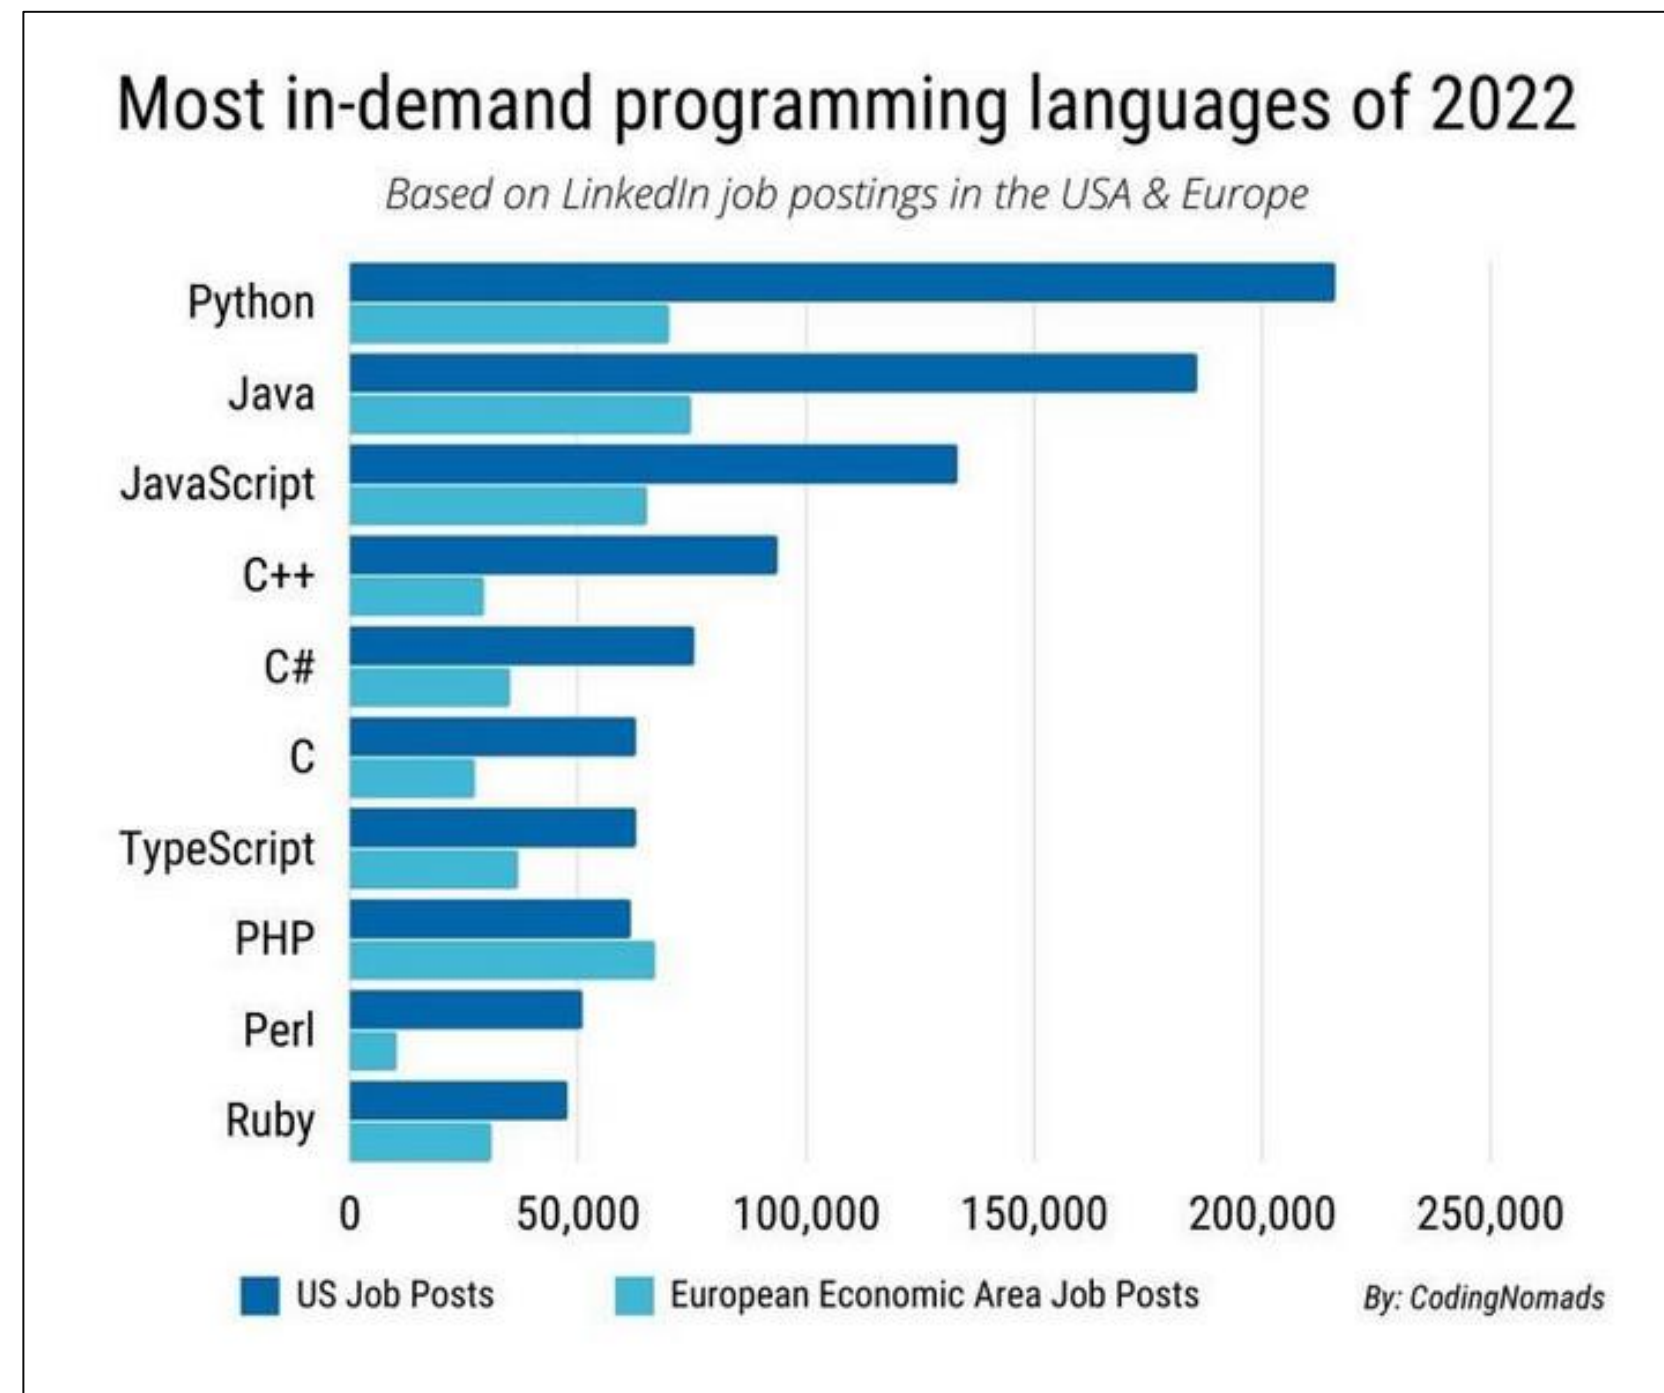 Most in-demand programming languages of 2022
Based on LinkedIn job postings in the USA & Europe
Python
Java
JavaScript
C++
C#
C
TypeScript
PHP
Perl
Ruby
0 50,000 100,000 150,000 200,000 250,000
US Job Posts European Economic Area Job Posts By: CodingNomads